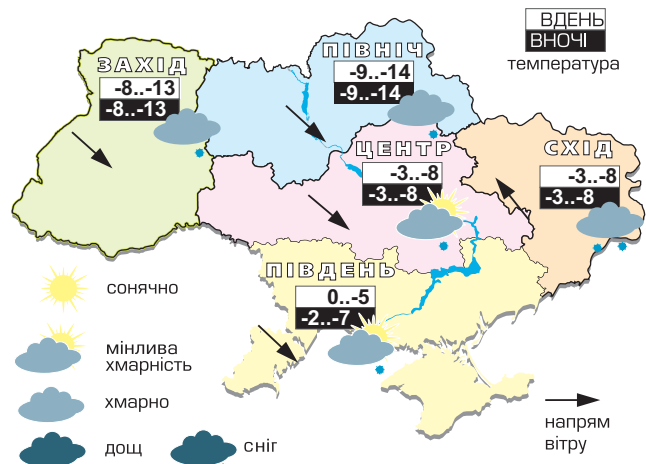 ВДЕНЬ
ВНОЧІ
температура
ЗАХІД
-8..-13
-8..-13
ПІВНІЧ
-9..-14
-9..-14
ЦЕНТР
-3..-8
-3..-8
СХІД
-3..-8
-3..-8
ПІВДЕНЬ
0..-5
-2..-7
сонячно
мінлива
хмарність
хмарно
дощ
сніг
напрям
вітру